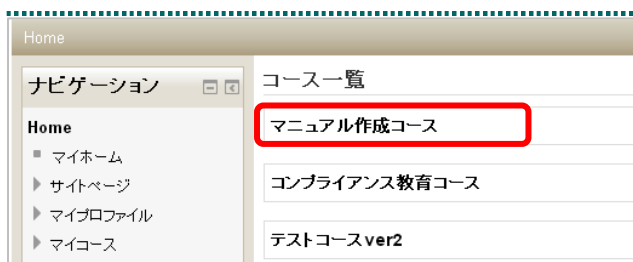 Home
ナビゲーション
Home
マイホーム
サイトページ
マイプロファイル
マイコース
コース一覧
マニュアル作成コース
コンプライアンス教育コース
テストコースver2